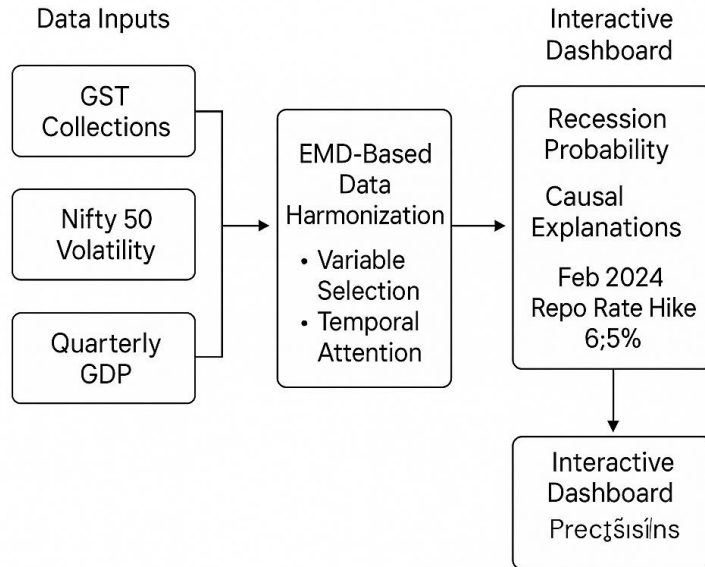 Data Inputs
GST
Collections
Nifty 50
Volatility
Quarterly
GDP
EMD-Based
Data
Harmonization
• Variable
Selection
• Temporal
Attention
Interactive
Dashboard
Recession
Probability
Causal
Explanations
Feb 2024
Repo Rate Hike
6;5%
Interactive
Dashboard